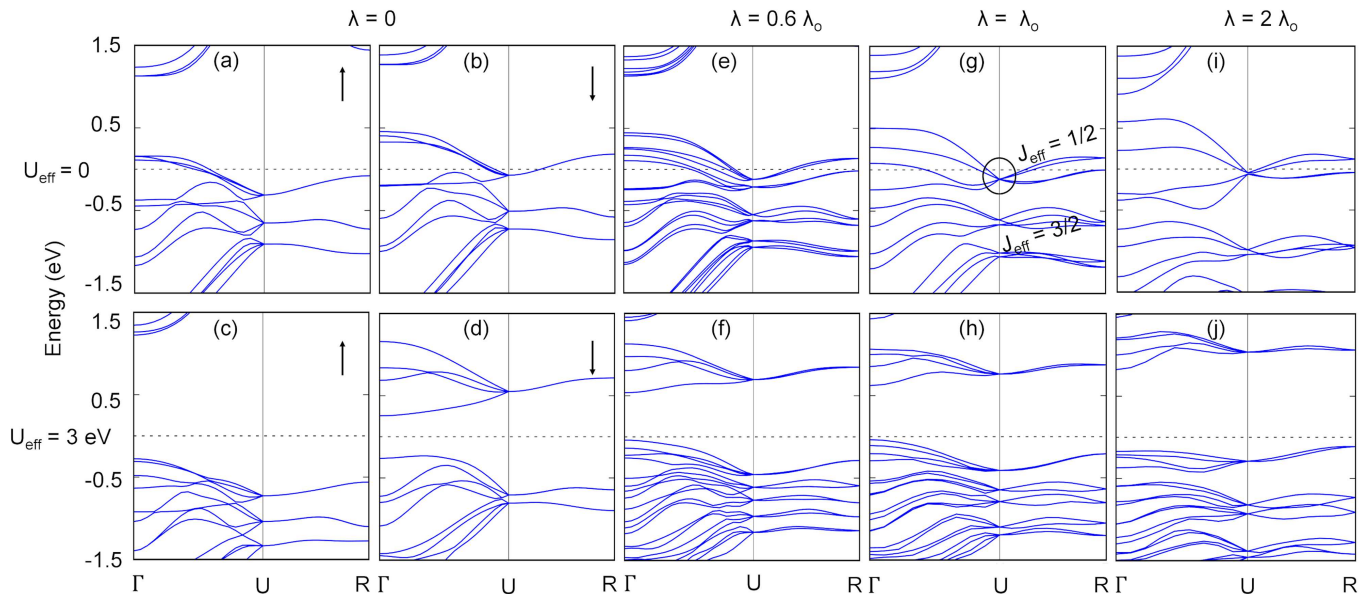 λ = 0 λ = 0.6 λo λ = λo λ = 2 λo
1.5 (a) (b) (e) (g) (i)
0.5
Jeff = 1/2
Ueff = 0
-0.5
Jeff = 3/2
-1.5
Energy (eV)
1.5 (c) (d) (f) (h) (j)
0.5
Ueff = 3 eV
-0.5
-1.5
Γ U R Γ U R Γ U R Γ U R Γ U R